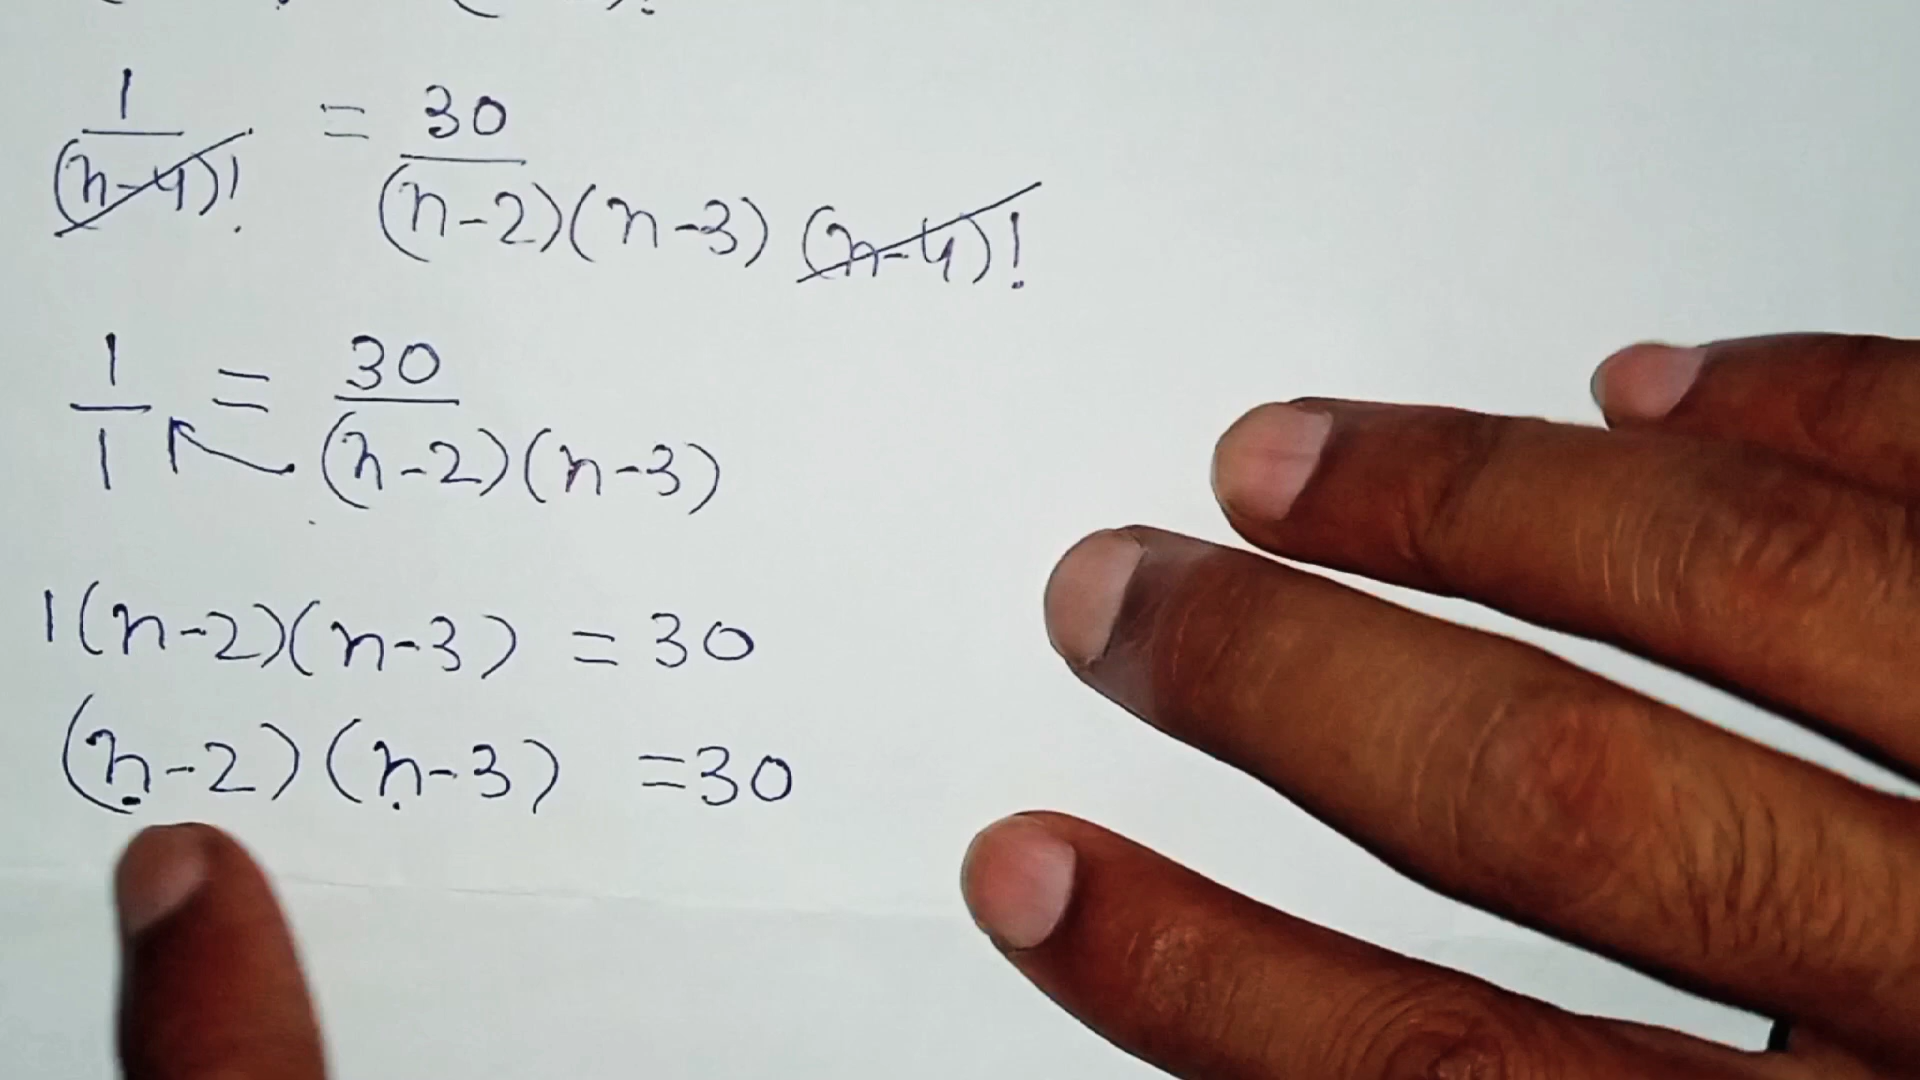 1/(n-4)! = 30/(n-2)(n-3)(n-4)!
1/1 = 30/(n-2)(n-3)
1(n-2)(n-3) = 30
(n-2)(n-3) =30